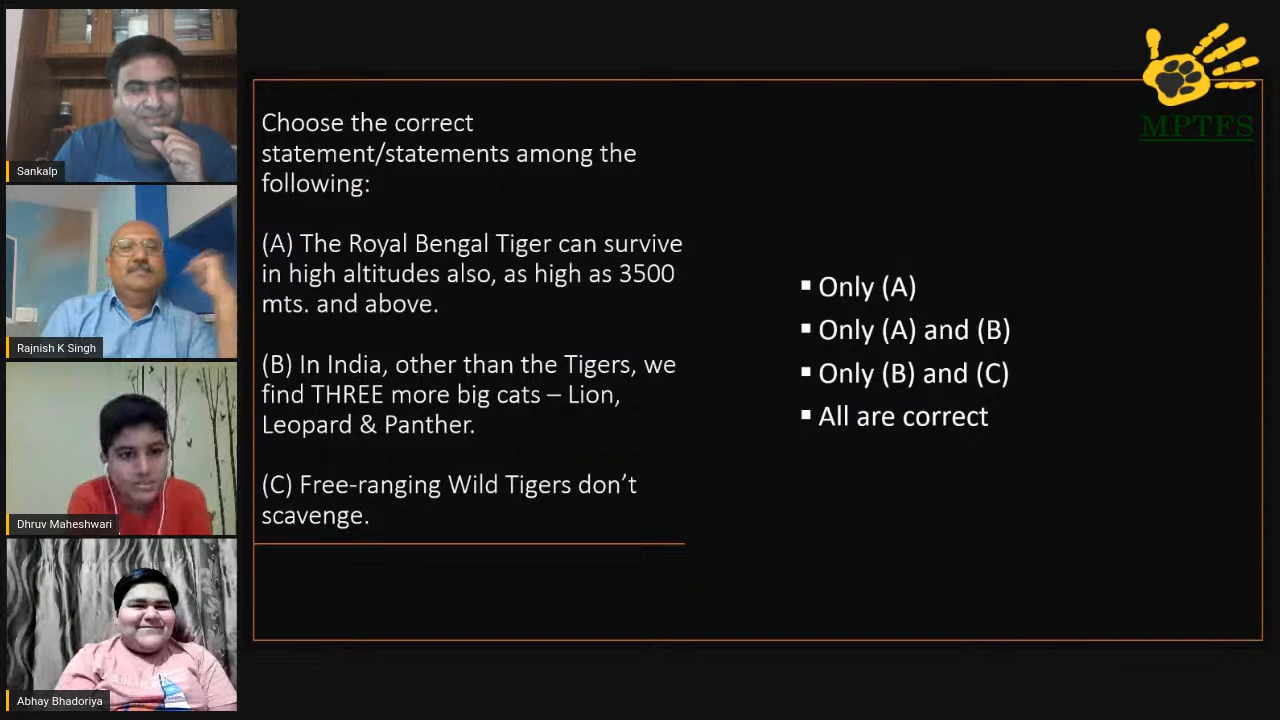 Sankalp
Rajnish K Singh
Dhruv Maheshwari
Abhay Bhadoriya
MPTFS
Choose the correct
statement/statements among the
following:
(A) The Royal Bengal Tiger can survive
in high altitudes also, as high as 3500
mts. and above.
(B) In India, other than the Tigers, we
find THREE more big cats – Lion,
Leopard & Panther.
(C) Free-ranging Wild Tigers don’t
scavenge.
▪ Only (A)
▪ Only (A) and (B)
▪ Only (B) and (C)
▪ All are correct